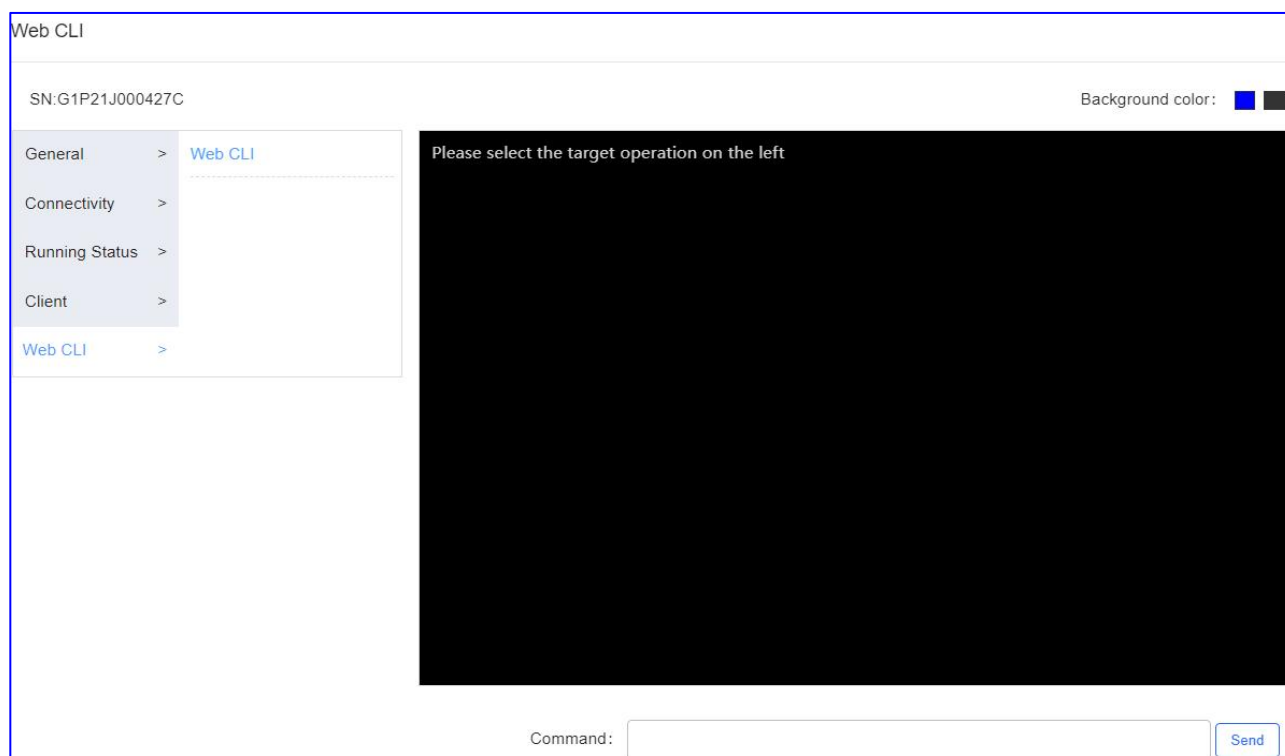 Web CLI
SN:G1P21J000427C
Background color:
General >
Web CLI
Connectivity >
Running Status >
Client >
Web CLI >
Please select the target operation on the left
Command:
Send